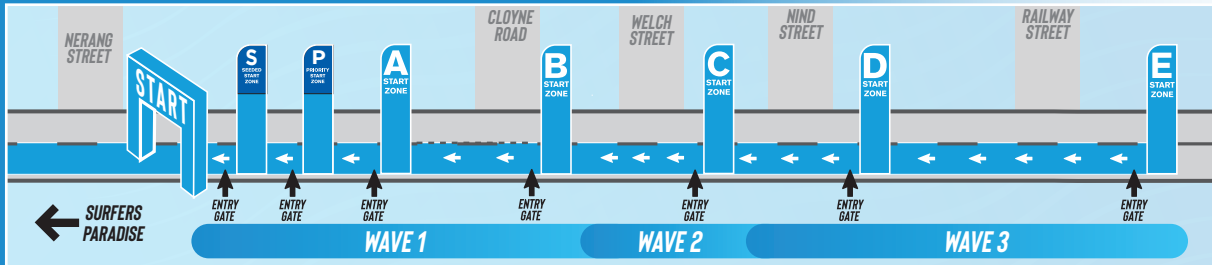 NERANG
STREET
CLOYNE
ROAD
WELCH
STREET
NIND
STREET
RAILWAY
STREET
START
S
SEEDED
START
ZONE
P
PRIORITY
START
ZONE
A
START
ZONE
B
START
ZONE
C
START
ZONE
D
START
ZONE
E
START
ZONE
ENTRY
GATE
ENTRY
GATE
ENTRY
GATE
ENTRY
GATE
ENTRY
GATE
ENTRY
GATE
ENTRY
GATE
SURFERS
PARADISE
WAVE 1
WAVE 2
WAVE 3